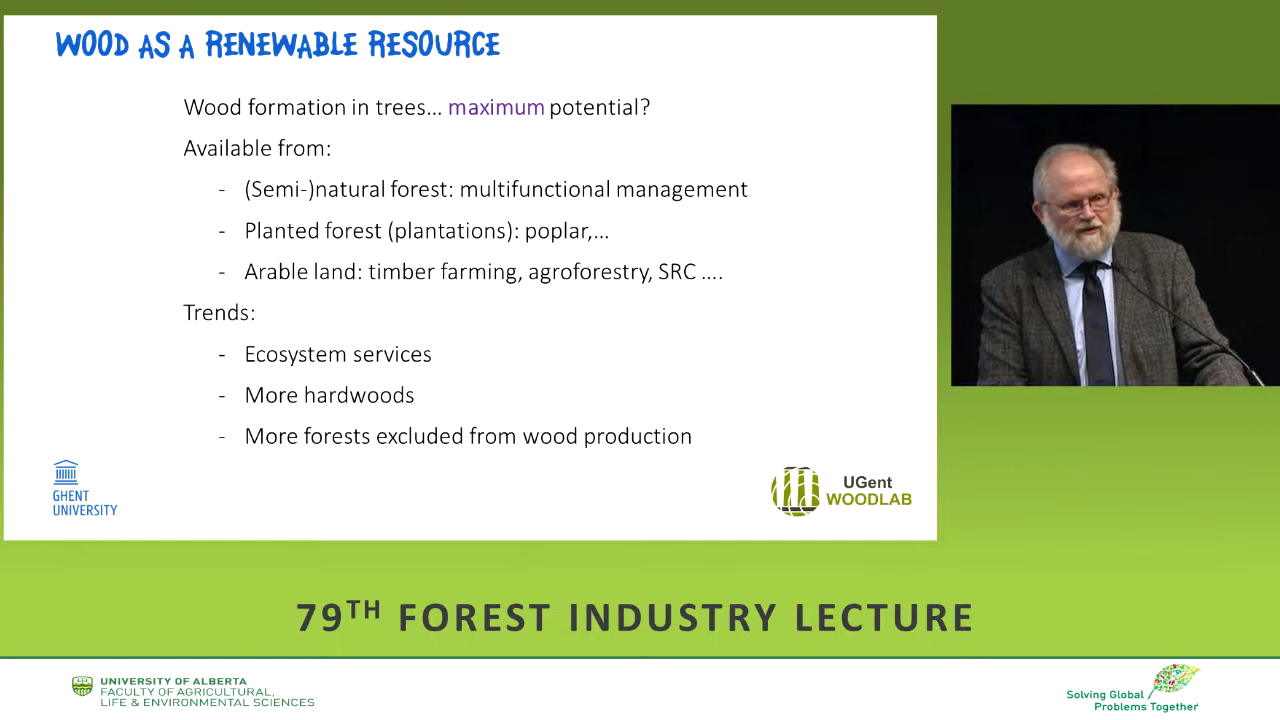 WOOD AS A RENEWABLE RESOURCE
Wood formation in trees... maximum potential?
Available from:
- (Semi-)natural forest: multifunctional management
- Planted forest (plantations): poplar,...
- Arable land: timber farming, agroforestry, SRC ....
Trends:
- Ecosystem services
- More hardwoods
- More forests excluded from wood production
GHENT
UNIVERSITY
UGent
WOODLAB
79TH FOREST INDUSTRY LECTURE
UNIVERSITY OF ALBERTA
FACULTY OF AGRICULTURAL,
LIFE & ENVIRONMENTAL SCIENCES
Solving Global
Problems Together